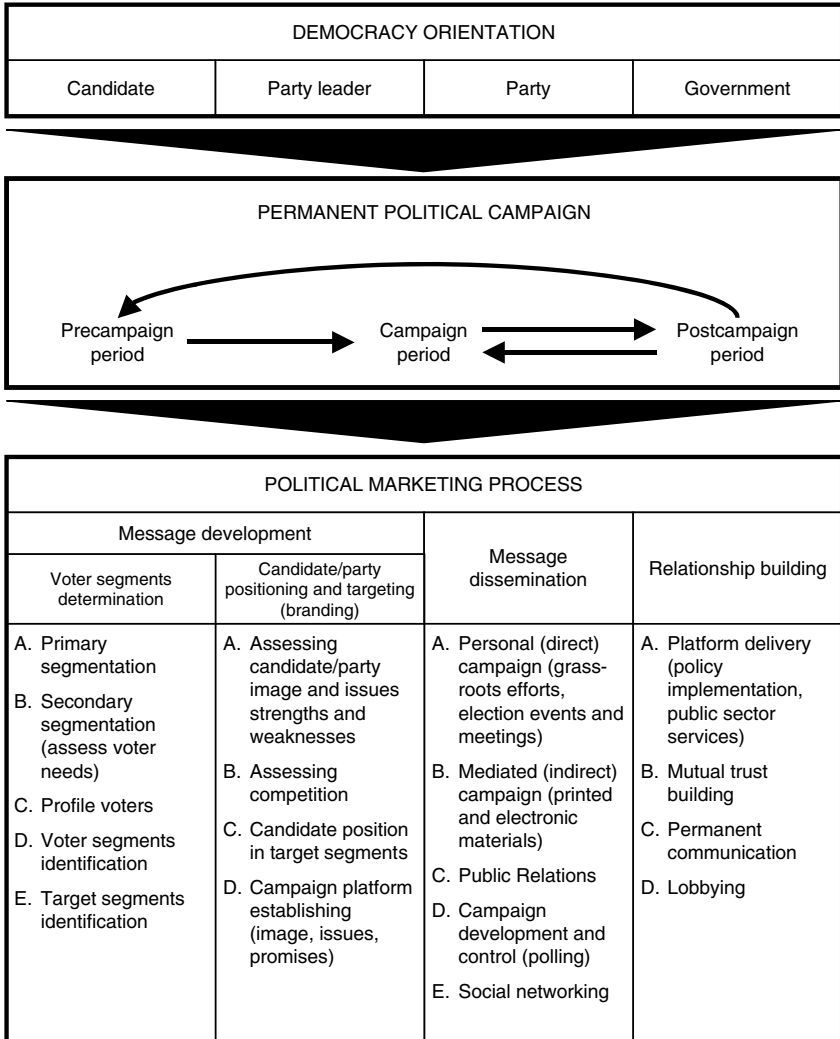 DEMOCRACY ORIENTATION
Candidate
Party leader
Party
Government
PERMANENT POLITICAL CAMPAIGN
Precampaign
period
Campaign
period
Postcampaign
period
POLITICAL MARKETING PROCESS
Message development
Voter segments
determination
Candidate/party
positioning and targeting
(branding)
Message
dissemination
Relationship building
A. Primary
segmentation
B. Secondary
segmentation
(assess voter
needs)
C. Profile voters
D. Voter segments
identification
E. Target segments
identification
A. Assessing
candidate/party
image and issues
strengths and
weaknesses
B. Assessing
competition
C. Candidate position
in target segments
D. Campaign platform
establishing
(image, issues,
promises)
A. Personal (direct)
campaign (grass-
roots efforts,
election events and
meetings)
B. Mediated (indirect)
campaign (printed
and electronic
materials)
C. Public Relations
D. Campaign
development and
control (polling)
E. Social networking
A. Platform delivery
(policy
implementation,
public sector
services)
B. Mutual trust
building
C. Permanent
communication
D. Lobbying